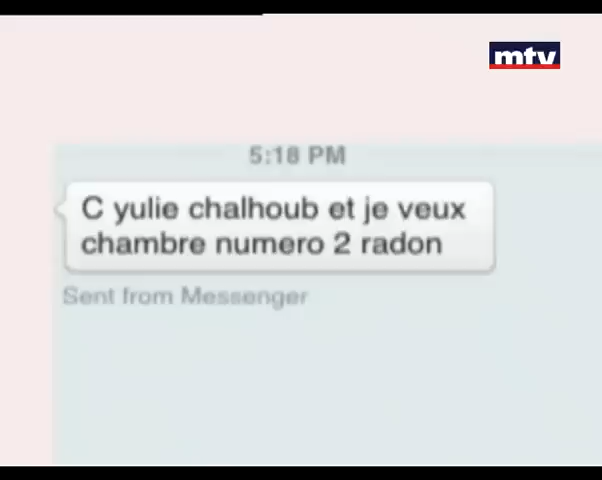 mtv
5:18 PM
C yulie chalhoub et je veux
chambre numero 2 radon
Sent from Messenger